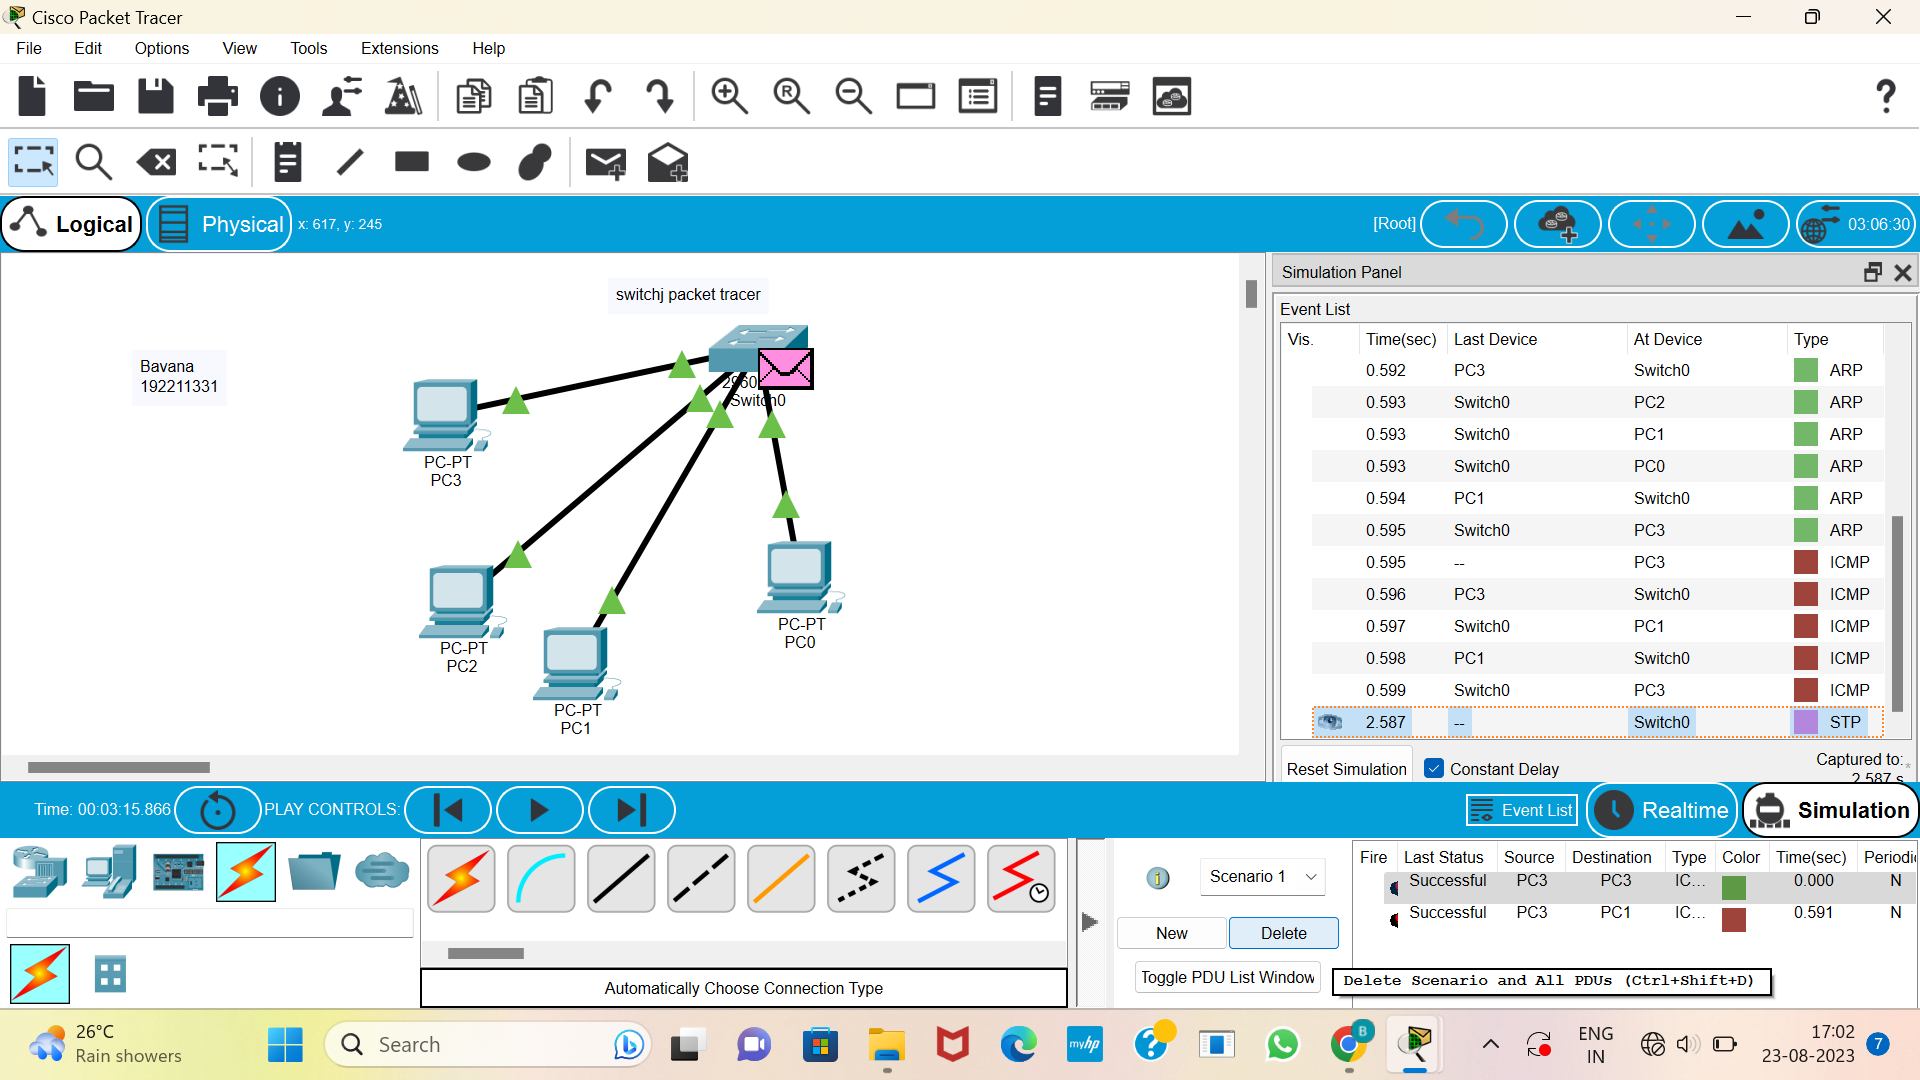 Cisco Packet Tracer
File Edit Options View Tools Extensions Help
Logical Physical x: 617, y: 245 [Root] 03:06:30
switchj packet tracer
Bavana
192211331
Switch0
PC-PT
PC3
PC-PT
PC2
PC-PT
PC1
PC-PT
PC0
Simulation Panel
Event List
Vis. Time(sec) Last Device At Device Type
0.592 PC3 Switch0 ARP
0.593 Switch0 PC2 ARP
0.593 Switch0 PC1 ARP
0.593 Switch0 PC0 ARP
0.594 PC1 Switch0 ARP
0.595 Switch0 PC3 ARP
0.595 -- PC3 ICMP
0.596 PC3 Switch0 ICMP
0.597 Switch0 PC1 ICMP
0.598 PC1 Switch0 ICMP
0.599 Switch0 PC3 ICMP
2.587 -- Switch0 STP
Reset Simulation Constant Delay Captured to:*
2.587 s
Time: 00:03:15.866 PLAY CONTROLS: Event List Realtime Simulation
Automatically Choose Connection Type
Scenario 1
New Delete
Toggle PDU List Window
Fire Last Status Source Destination Type Color Time(sec) Periodic
Successful PC3 PC3 IC... 0.000 N
Successful PC3 PC1 IC... 0.591 N
Delete Scenario and All PDUs (Ctrl+Shift+D)
26°C
Rain showers
Search
myhp
B
ENG
IN
17:02
23-08-2023
7